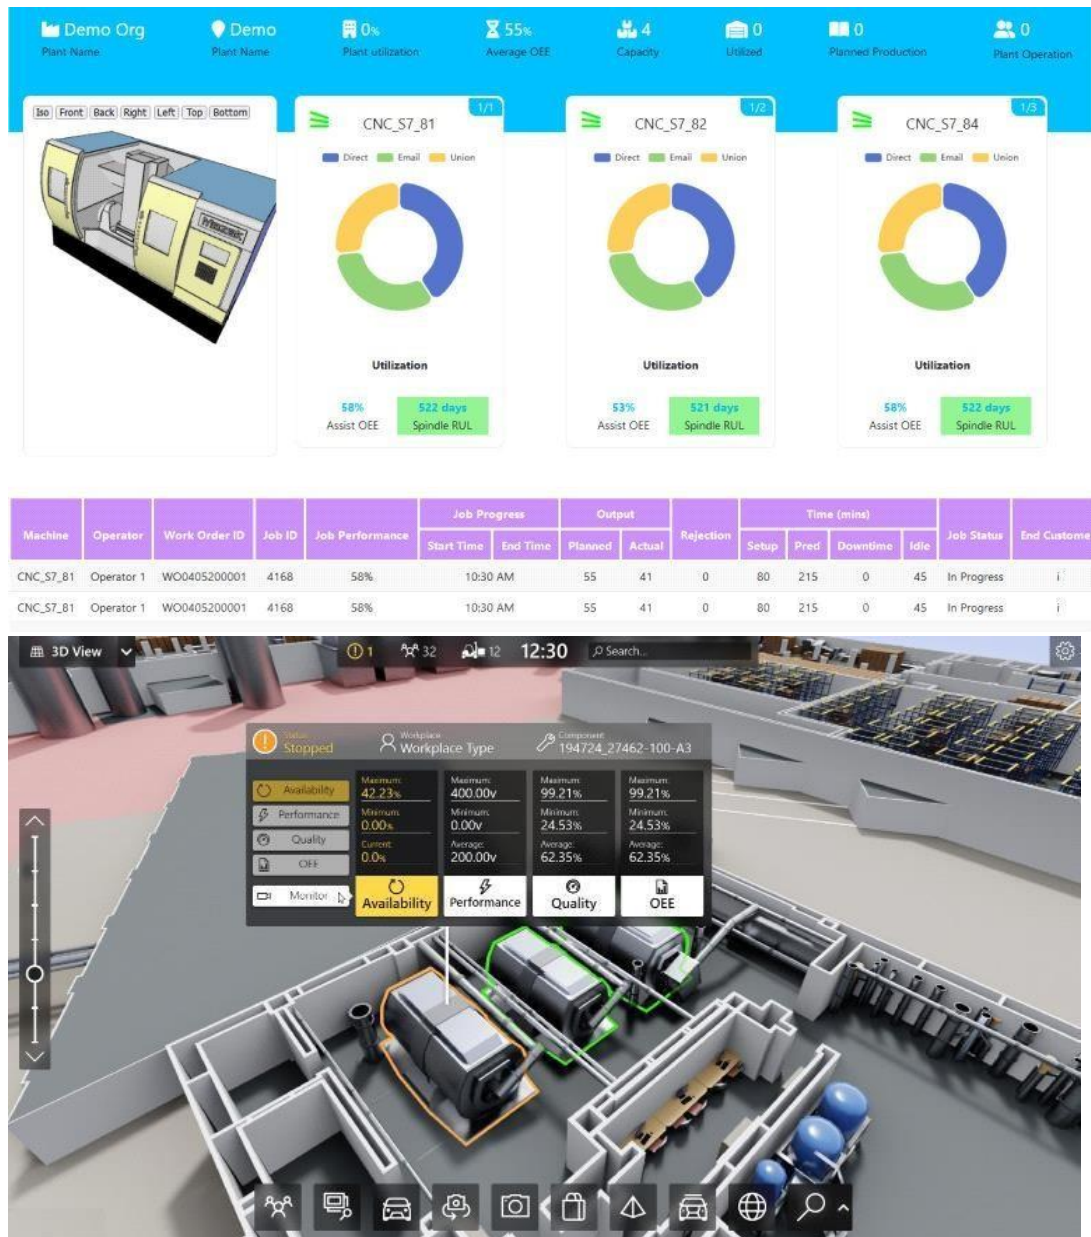 Demo Org
Plant Name
Demo
Plant Name
0%
Plant utilization
55%
Average OEE
4
Capacity
0
Utilized
0
Planned Production
0
Plant Operation
Iso Front Back Right Left Top Bottom
1/1
CNC_S7_81
Direct Email Union
Utilization
58%
Assist OEE
522 days
Spindle RUL
1/2
CNC_S7_82
Direct Email Union
Utilization
53%
Assist OEE
521 days
Spindle RUL
1/3
CNC_S7_84
Direct Email Union
Utilization
58%
Assist OEE
522 days
Spindle RUL
Job Progress Output Time (mins)
Machine Operator Work Order ID Job ID Job Performance Rejection Job Status End Custome
Start Time End Time Planned Actual Setup Pred Downtime Idle
CNC_S7_81 Operator 1 WO0405200001 4168 58% 10:30 AM 55 41 0 80 215 0 45 In Progress i
CNC_S7_81 Operator 1 WO0405200001 4168 58% 10:30 AM 55 41 0 80 215 0 45 In Progress i
3D View 1 32 12 12:30 Search...
Status
Stopped
Workplace
Workplace Type
Component
194724_27462-100-A3
Availability
Performance
Quality
OEE
Monitor
Maximum:
42.23%
Minimum:
0.00%
Current:
0.0%
Availability
Maximum:
400.00v
Minimum:
0.00v
Average:
200.00v
Performance
Maximum:
99.21%
Minimum:
24.53%
Average:
62.35%
Quality
Maximum:
99.21%
Minimum:
24.53%
Average:
62.35%
OEE